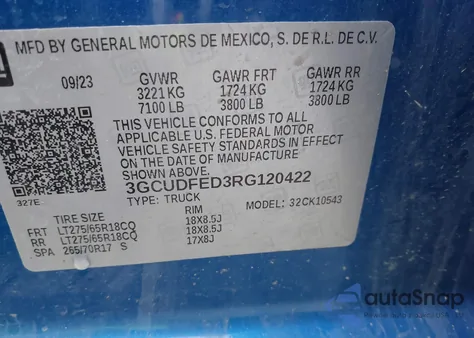 GM
MFD BY GENERAL MOTORS DE MEXICO, S. DE R.L. DE C.V.
09/23 GVWR GAWR FRT GAWR RR
3221 KG 1724 KG 1724 KG
7100 LB 3800 LB 3800 LB
THIS VEHICLE CONFORMS TO ALL
APPLICABLE U.S. FEDERAL MOTOR
VEHICLE SAFETY STANDARDS IN EFFECT
ON THE DATE OF MANUFACTURE
SHOWN ABOVE.
3GCUDFED3RG120422
327E
TYPE: TRUCK MODEL: 32CK10543
TIRE SIZE RIM
FRT LT275/65R18CQ 18X8.5J
RR LT275/65R18CQ 18X8.5J
SPA 265/70R17 S 17X8J
autoSnap